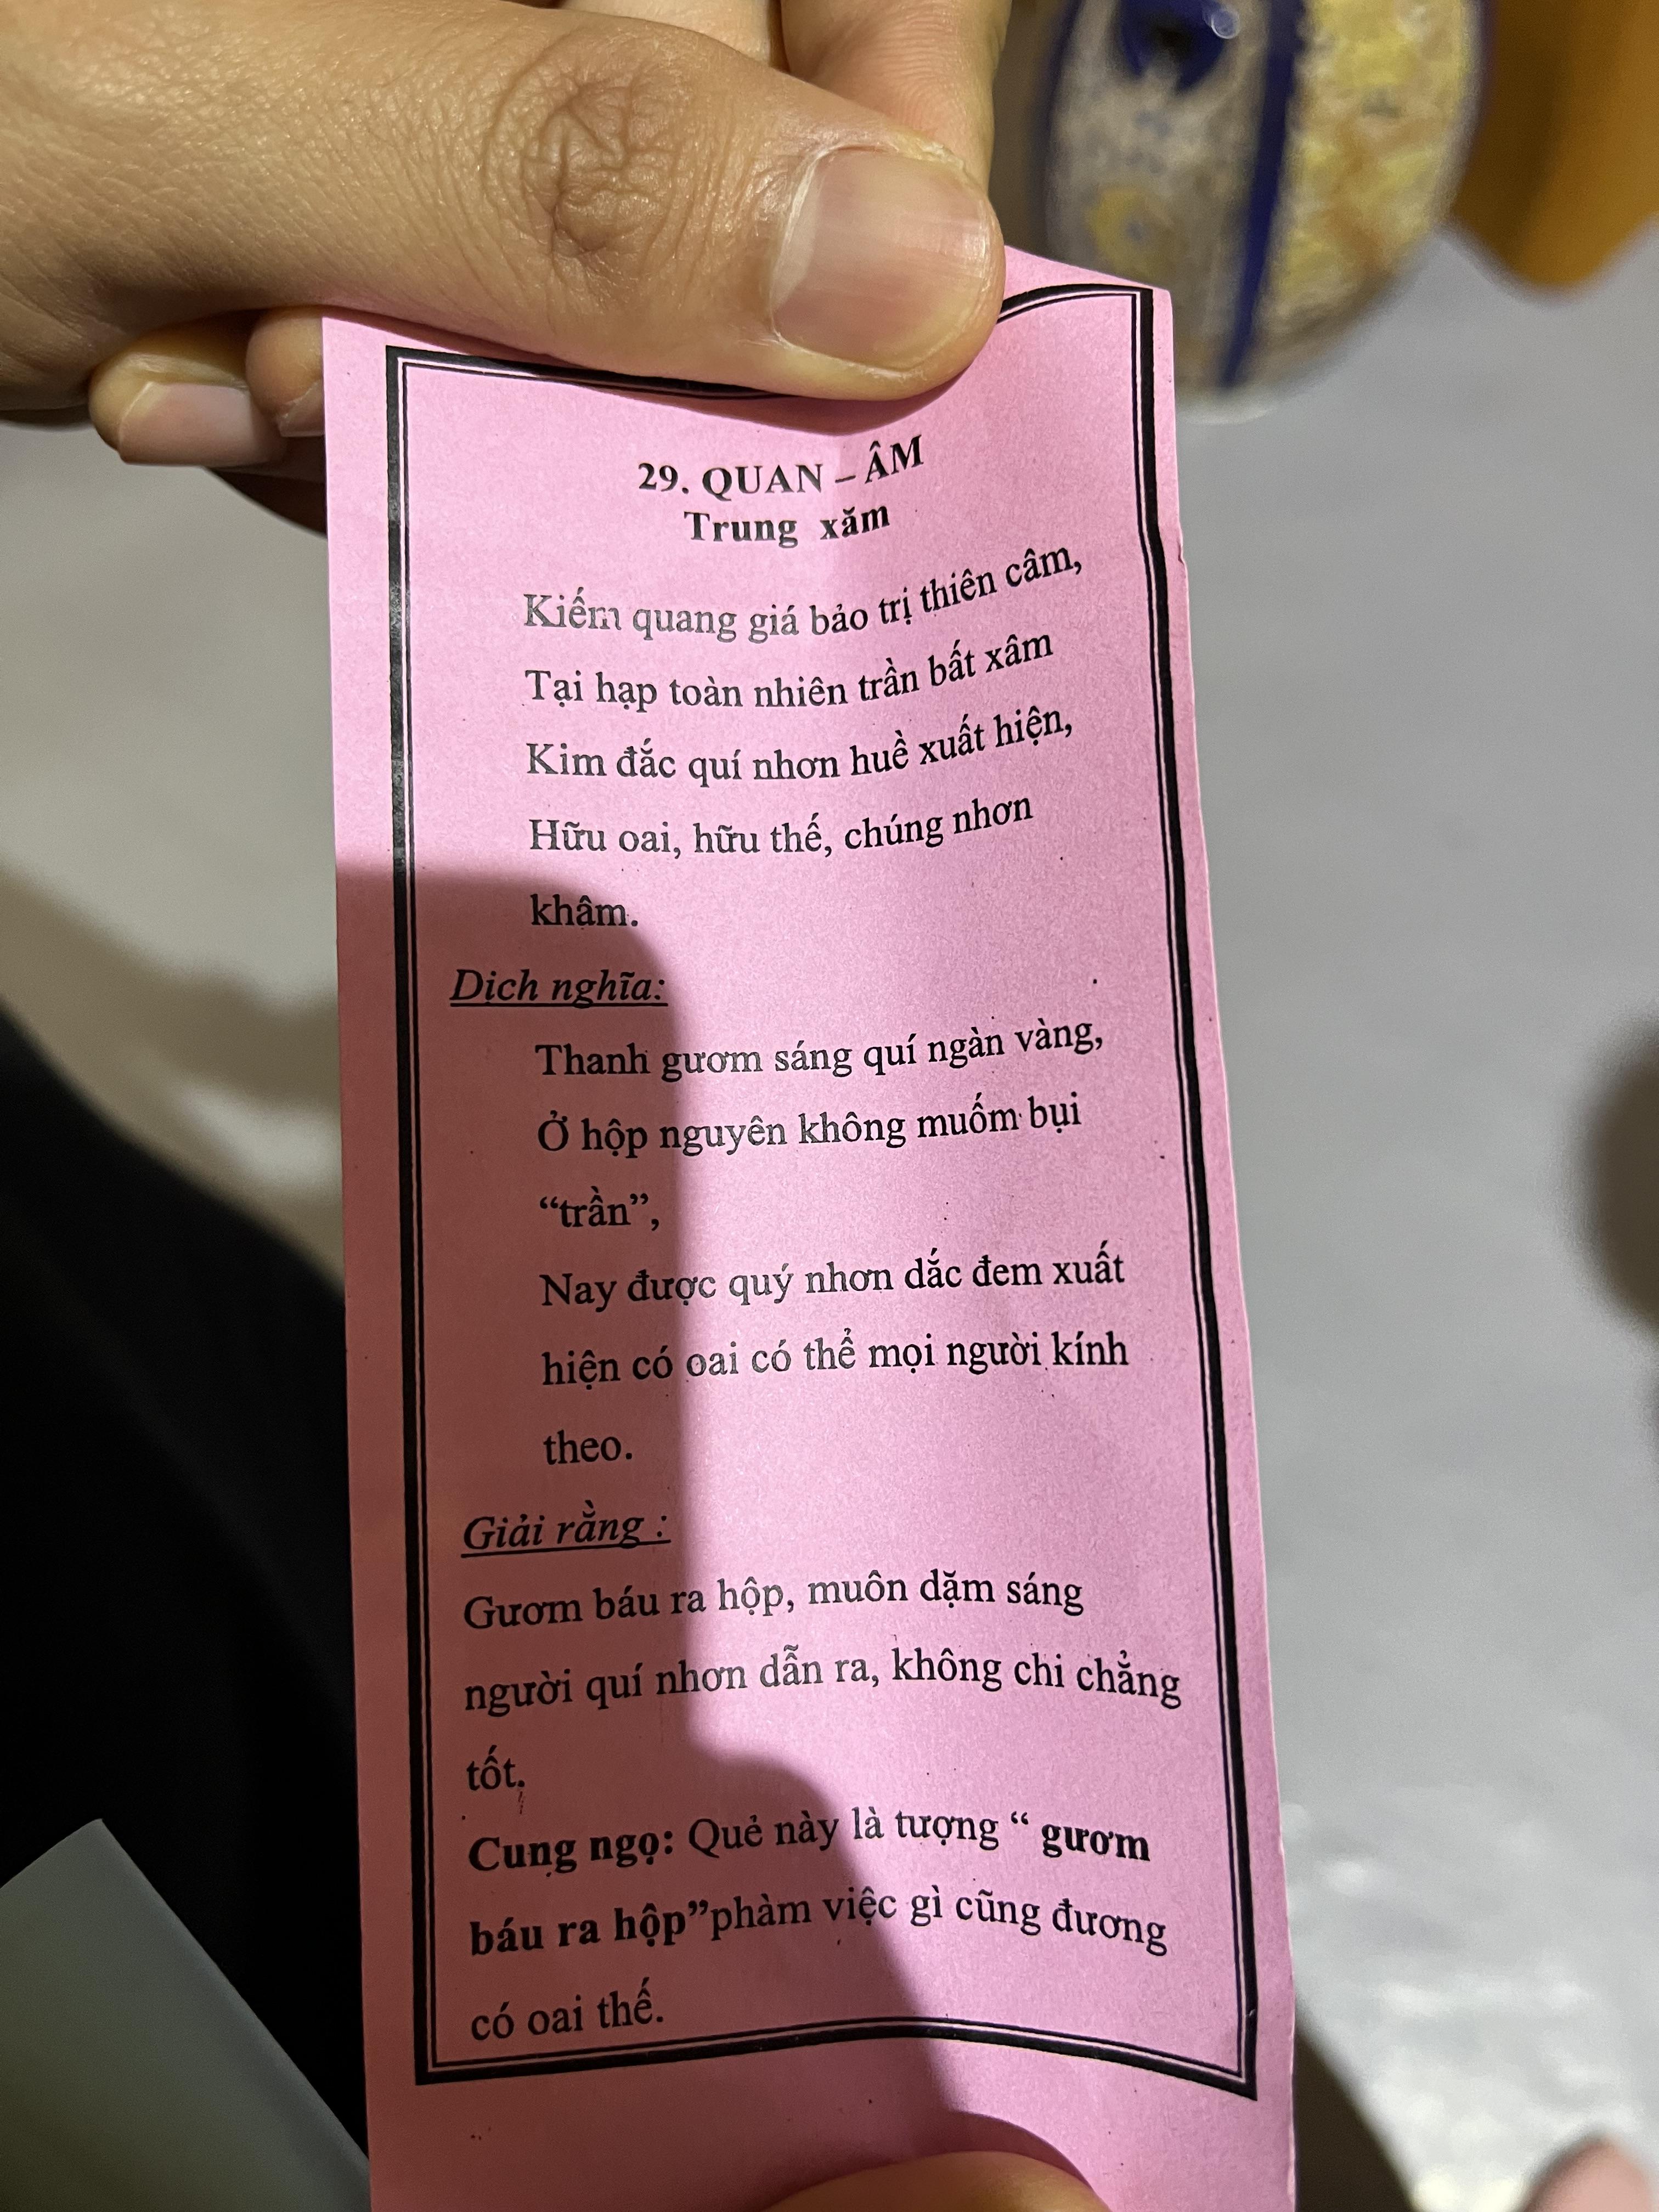 29. QUAN – ÂM
Trung xăm
Kiếm quang giá bảo trị thiên câm,
Tại hạp toàn nhiên trần bất xâm
Kim đắc quí nhơn huề xuất hiện,
Hữu oai, hữu thế, chúng nhơn
khâm.
Dich nghĩa:
Thanh gươm sáng quí ngàn vàng,
Ở hộp nguyên không muốm bụi
“trần”,
Nay được quý nhơn dắc đem xuất
hiện có oai có thể mọi người kính
theo.
Giải rằng :
Gươm báu ra hộp, muôn dặm sáng
người quí nhơn dẫn ra, không chi chẳng
tốt.
Cung ngọ: Quẻ này là tượng “ gươm
báu ra hộp”phàm việc gì cũng đương
có oai thế.